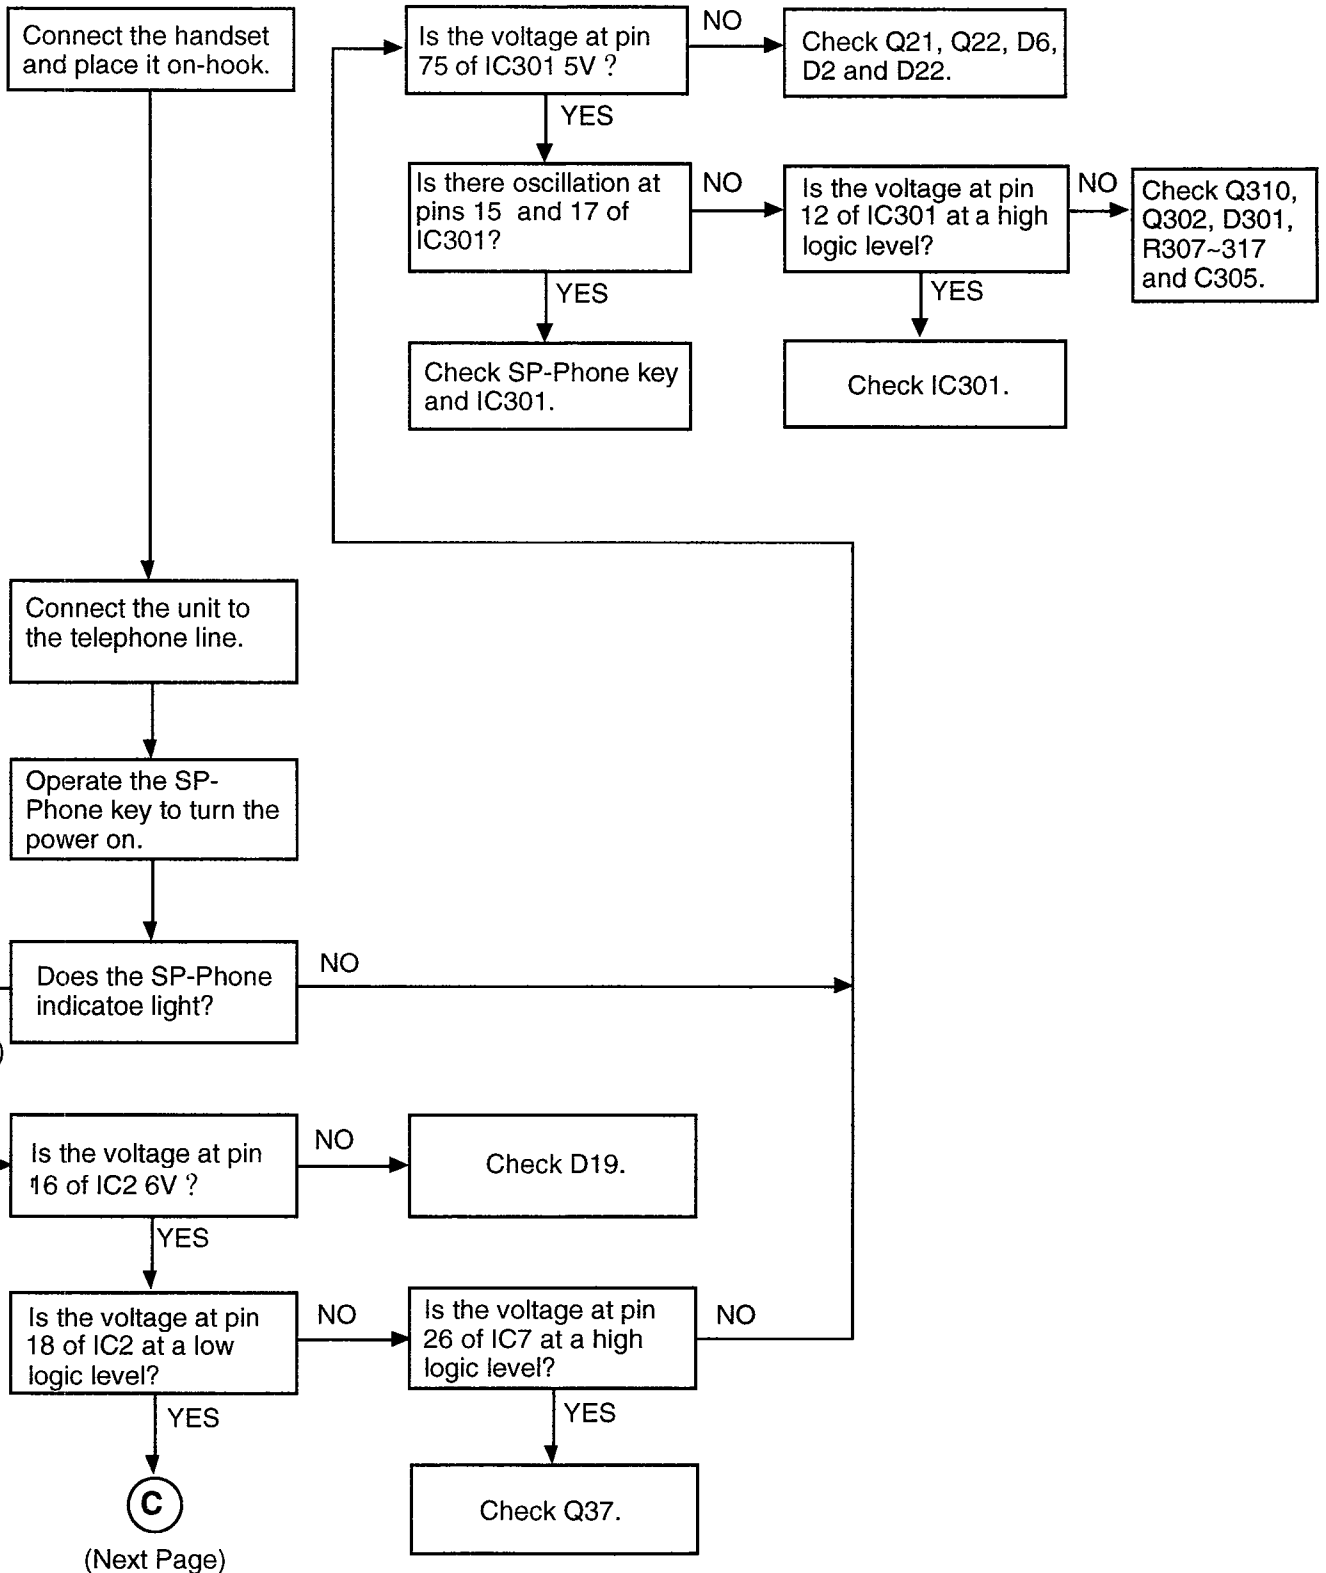 Connect the handset
and place it on-hook.
Is the voltage at pin
75 of IC301 5V ?
NO
Check Q21, Q22, D6,
D2 and D22.
YES
Is there oscillation at
pins 15 and 17 of
IC301?
NO
Is the voltage at pin
12 of IC301 at a high
logic level?
NO
Check Q310,
Q302, D301,
R307~317
and C305.
YES
YES
Check SP-Phone key
and IC301.
Check IC301.
Connect the unit to
the telephone line.
Operate the SP-
Phone key to turn the
power on.
Does the SP-Phone
indicatoe light?
NO
Is the voltage at pin
16 of IC2 6V ?
NO
Check D19.
YES
Is the voltage at pin
18 of IC2 at a low
logic level?
NO
Is the voltage at pin
26 of IC7 at a high
logic level?
NO
YES
YES
C
(Next Page)
Check Q37.